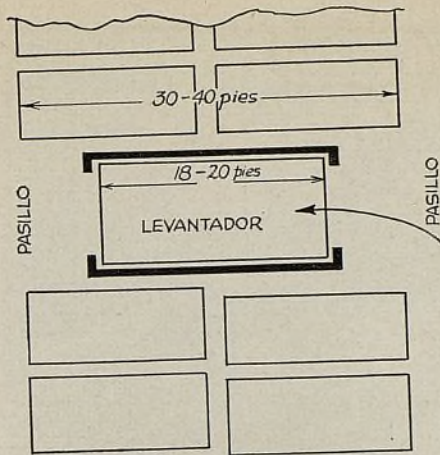 30-40 pies
18-20 pies
LEVANTADOR
PASILLO
PASILLO